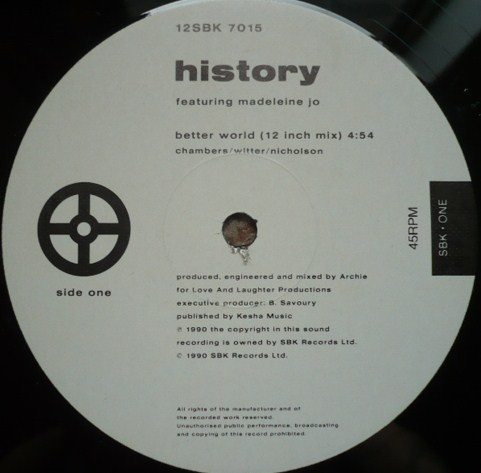 12SBK 7015
history
featuring madeleine jo
better world (12 inch mix) 4:54
chambers/witter/nicholson
side one
45RPM
SBK • ONE
produced, engineered and mixed by Archie
for Love And Laughter Productions
executive producer: B. Savoury
published by Kesha Music
℗ 1990 the copyright in this sound
recording is owned by SBK Records Ltd.
© 1990 SBK Records Ltd.
All rights of the manufacturer and of
the recorded work reserved.
Unauthorised public performance, broadcasting
and copying of this record prohibited.